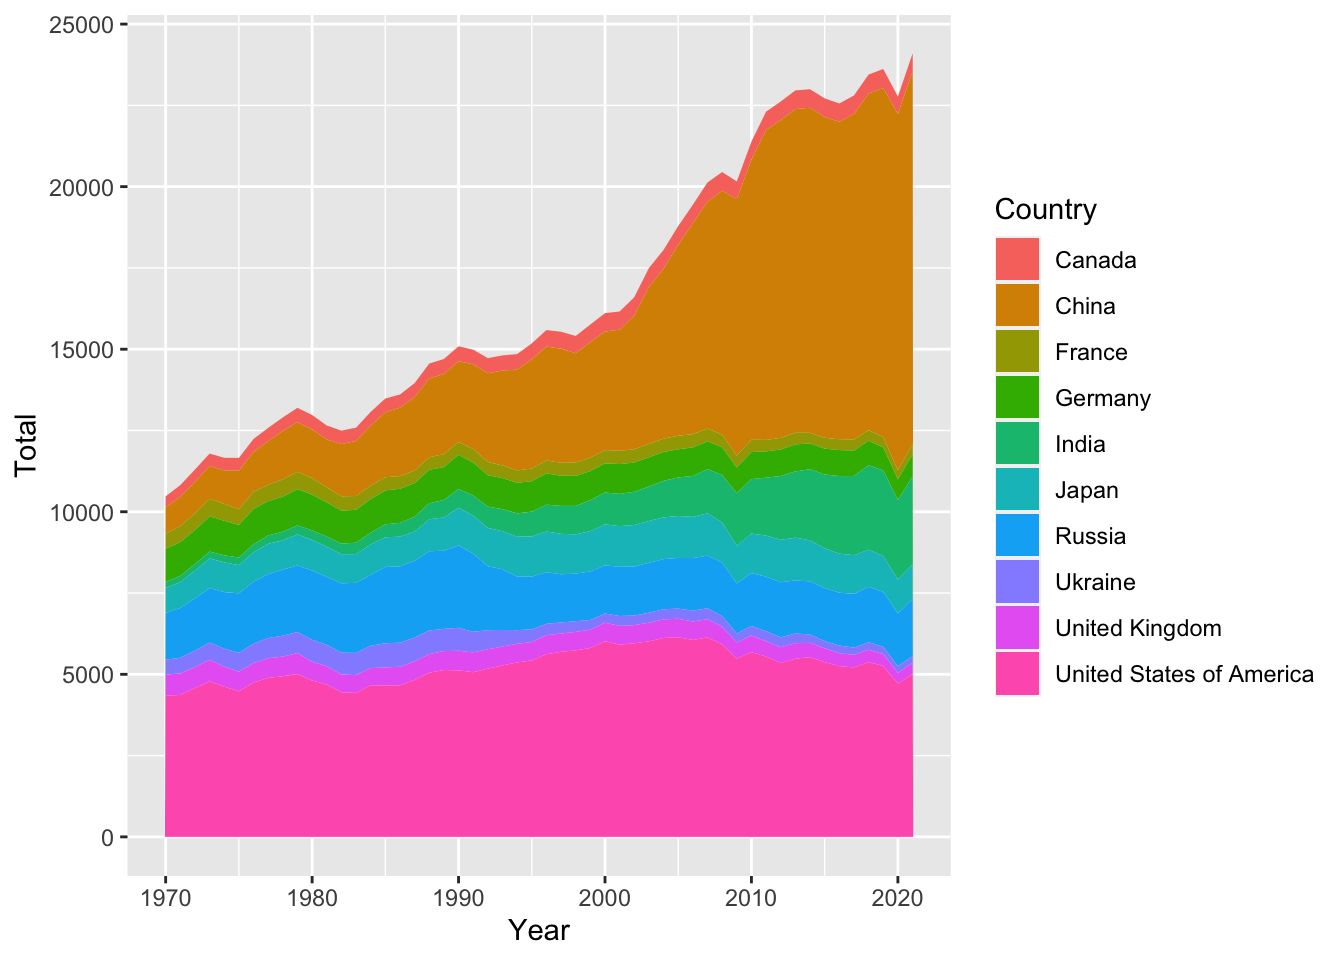 25000
20000
15000
10000
5000
0
Total
1970 1980 1990 2000 2010 2020
Year
Country
Canada
China
France
Germany
India
Japan
Russia
Ukraine
United Kingdom
United States of America